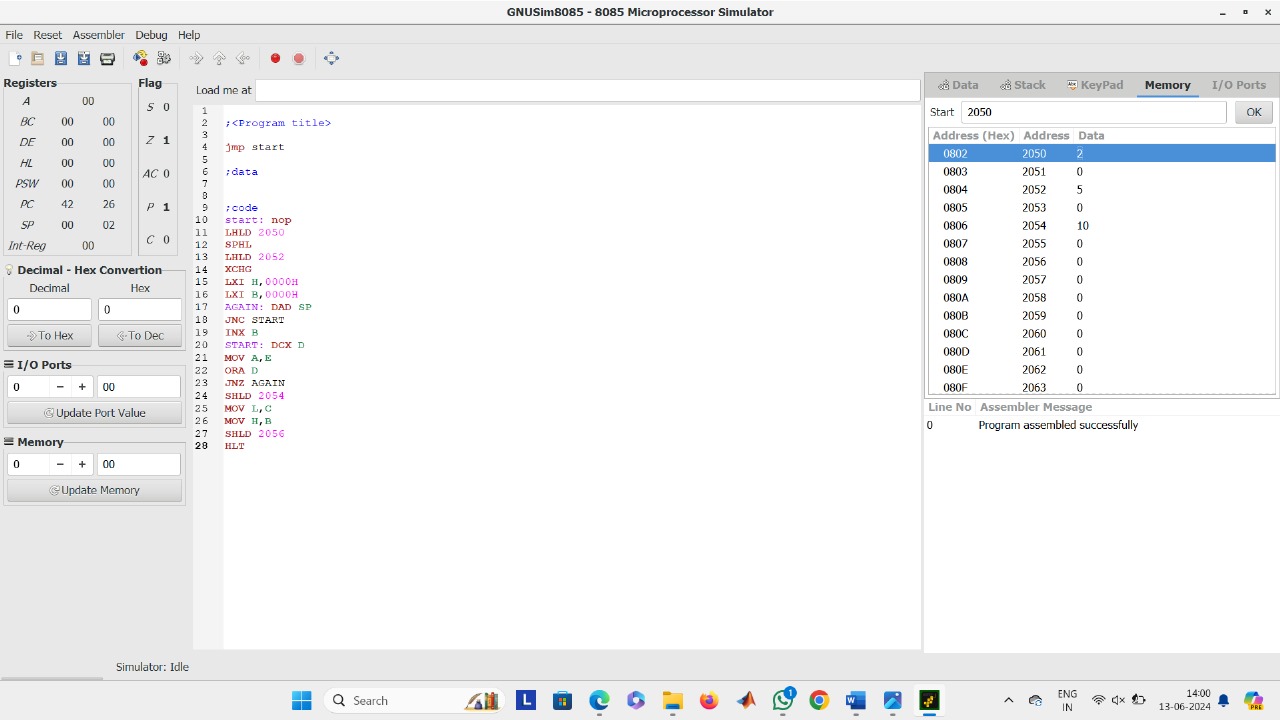 GNUSim8085 - 8085 Microprocessor Simulator
File Reset Assembler Debug Help
Registers
A 00
BC 00 00
DE 00 00
HL 00 00
PSW 00 00
PC 42 26
SP 00 02
Int-Reg 00
Flag
S 0
Z 1
AC 0
P 1
C 0
Decimal - Hex Convertion
Decimal Hex
0 0
To Hex To Dec
I/O Ports
0 − + 00
Update Port Value
Memory
0 − + 00
Update Memory
Load me at
1
2 ;<Program title>
3
4 jmp start
5
6 ;data
7
8
9 ;code
10 start: nop
11 LHLD 2050
12 SPHL
13 LHLD 2052
14 XCHG
15 LXI H,0000H
16 LXI B,0000H
17 AGAIN: DAD SP
18 JNC START
19 INX B
20 START: DCX D
21 MOV A,E
22 ORA D
23 JNZ AGAIN
24 SHLD 2054
25 MOV L,C
26 MOV H,B
27 SHLD 2056
28 HLT
Data Stack KeyPad Memory I/O Ports
Start 2050 OK
Address (Hex) Address Data
0802 2050 2
0803 2051 0
0804 2052 5
0805 2053 0
0806 2054 10
0807 2055 0
0808 2056 0
0809 2057 0
080A 2058 0
080B 2059 0
080C 2060 0
080D 2061 0
080E 2062 0
080F 2063 0
Line No Assembler Message
0 Program assembled successfully
Simulator: Idle
Search
L
1
W
ENG
IN
14:00
13-06-2024
PRE